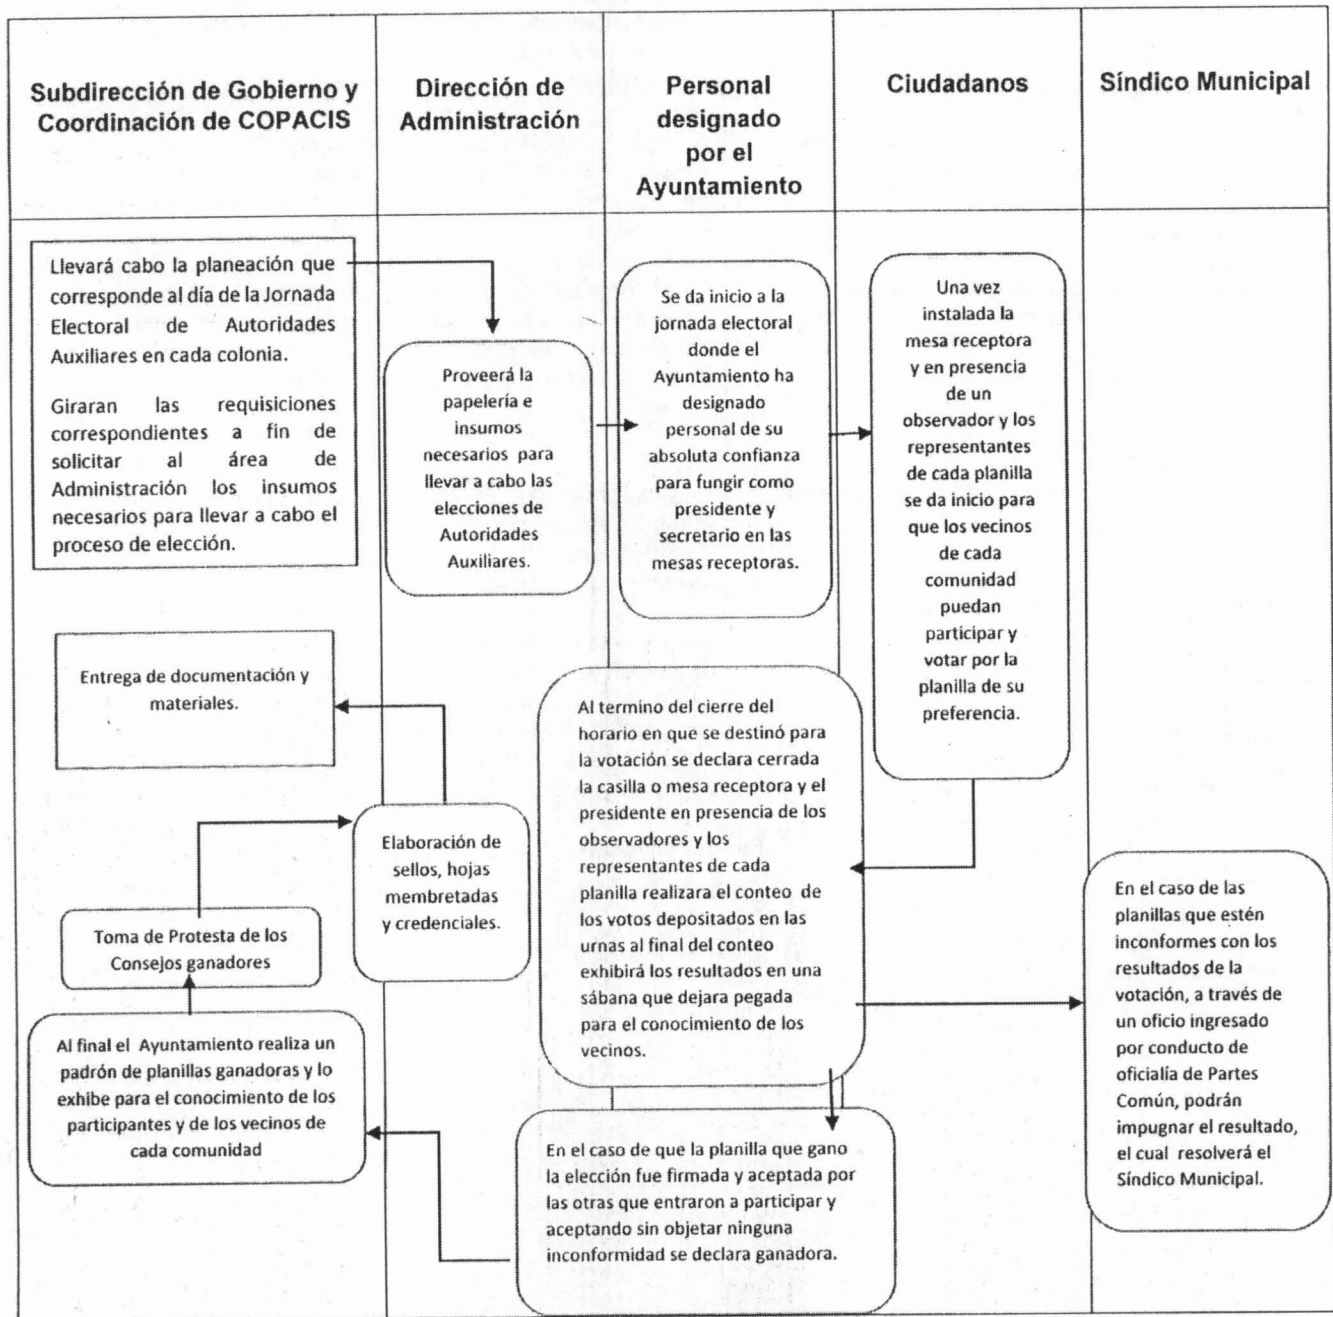 Subdirección de Gobierno y
Coordinación de COPACIS
Dirección de
Administración
Personal
designado
por el
Ayuntamiento
Ciudadanos
Síndico Municipal
Llevará cabo la planeación que
corresponde al día de la Jornada
Electoral de Autoridades
Auxiliares en cada colonia.
Giraran las requisiciones
correspondientes a fin de
solicitar al área de
Administración los insumos
necesarios para llevar a cabo el
proceso de elección.
Proveerá la
papelería e
insumos
necesarios para
llevar a cabo las
elecciones de
Autoridades
Auxiliares.
Se da inicio a la
jornada electoral
donde el
Ayuntamiento ha
designado
personal de su
absoluta confianza
para fungir como
presidente y
secretario en las
mesas receptoras.
Una vez
instalada la
mesa receptora
y en presencia
de un
observador y los
representantes
de cada planilla
se da inicio para
que los vecinos
de cada
comunidad
puedan
participar y
votar por la
planilla de su
preferencia.
Al termino del cierre del
horario en que se destinó para
la votación se declara cerrada
la casilla o mesa receptora y el
presidente en presencia de los
observadores y los
representantes de cada
planilla realizara el conteo de
los votos depositados en las
urnas al final del conteo
exhibirá los resultados en una
sábana que dejara pegada
para el conocimiento de los
vecinos.
En el caso de las
planillas que estén
inconformes con los
resultados de la
votación, a través de
un oficio ingresado
por conducto de
oficialía de Partes
Común, podrán
impugnar el resultado,
el cual resolverá el
Síndico Municipal.
En el caso de que la planilla que gano
la elección fue firmada y aceptada por
las otras que entraron a participar y
aceptando sin objetar ninguna
inconformidad se declara ganadora.
Al final el Ayuntamiento realiza un
padrón de planillas ganadoras y lo
exhibe para el conocimiento de los
participantes y de los vecinos de
cada comunidad
Toma de Protesta de los
Consejos ganadores
Elaboración de
sellos, hojas
membretadas
y credenciales.
Entrega de documentación y
materiales.